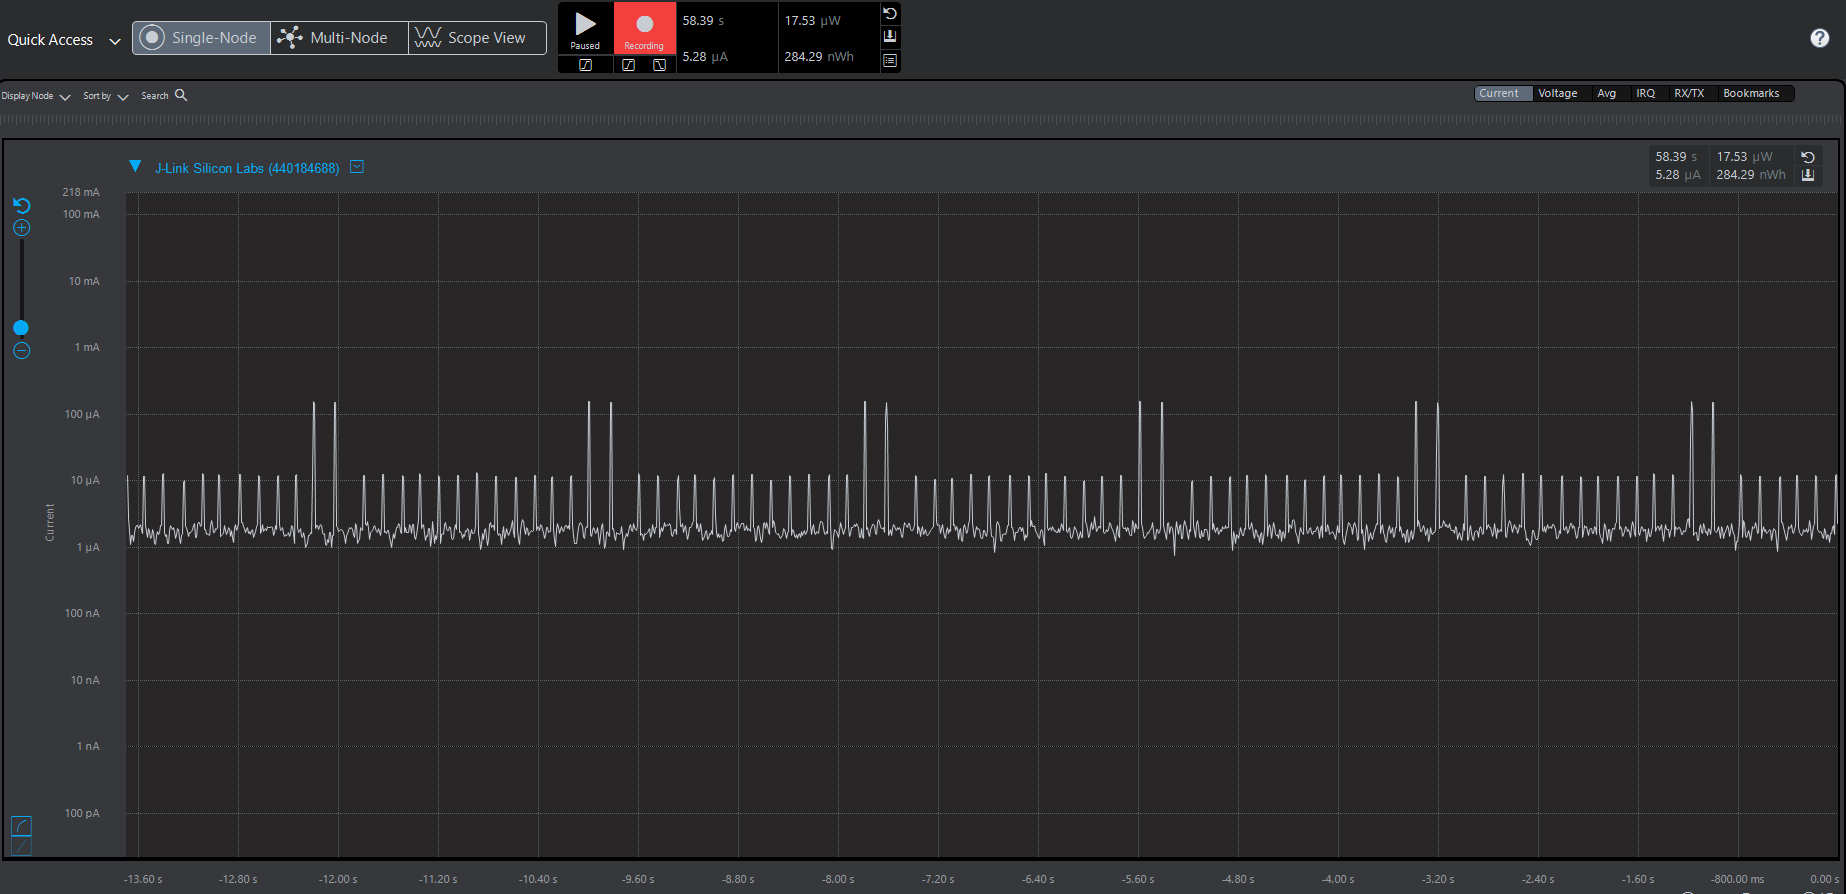 Quick Access
Single-Node
Multi-Node
Scope View
Paused
Recording
58.39 s
17.53 µW
5.28 µA
284.29 nWh
?
Display Node
Sort by
Search
Current
Voltage
Avg
IRQ
RX/TX
Bookmarks
J-Link Silicon Labs (440184688)
58.39 s
17.53 µW
5.28 µA
284.29 nWh
218 mA
100 mA
10 mA
1 mA
100 µA
10 µA
1 µA
100 nA
10 nA
1 nA
100 pA
Current
-13.60 s
-12.80 s
-12.00 s
-11.20 s
-10.40 s
-9.60 s
-8.80 s
-8.00 s
-7.20 s
-6.40 s
-5.60 s
-4.80 s
-4.00 s
-3.20 s
-2.40 s
-1.60 s
-800.00 ms
0.00 s